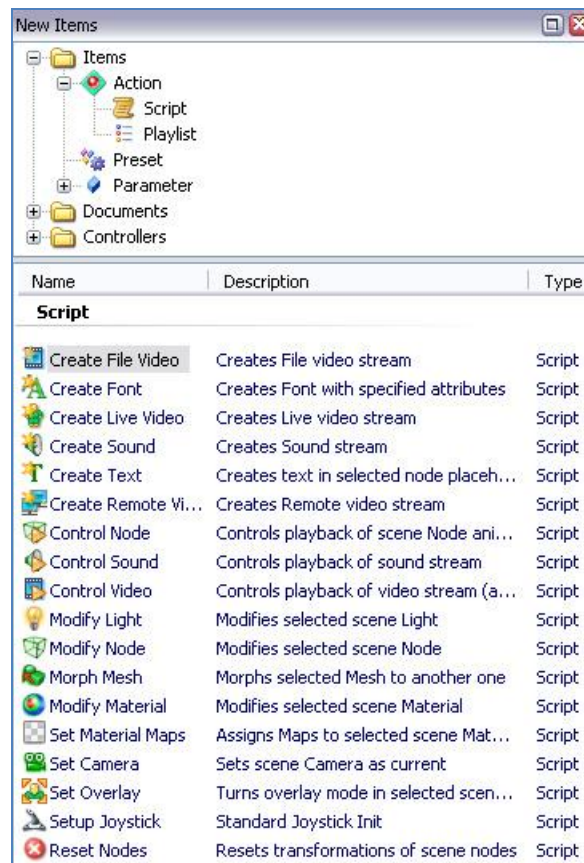 New Items
Items
Action
Script
Playlist
Preset
Parameter
Documents
Controllers
Name Description Type
Script
Create File Video Creates File video stream Script
Create Font Creates Font with specified attributes Script
Create Live Video Creates Live video stream Script
Create Sound Creates Sound stream Script
Create Text Creates text in selected node placeh... Script
Create Remote Vi... Creates Remote video stream Script
Control Node Controls playback of scene Node ani... Script
Control Sound Controls playback of sound stream Script
Control Video Controls playback of video stream (a... Script
Modify Light Modifies selected scene Light Script
Modify Node Modifies selected scene Node Script
Morph Mesh Morphs selected Mesh to another one Script
Modify Material Modifies selected scene Material Script
Set Material Maps Assigns Maps to selected scene Mat... Script
Set Camera Sets scene Camera as current Script
Set Overlay Turns overlay mode in selected scen... Script
Setup Joystick Standard Joystick Init Script
Reset Nodes Resets transformations of scene nodes Script